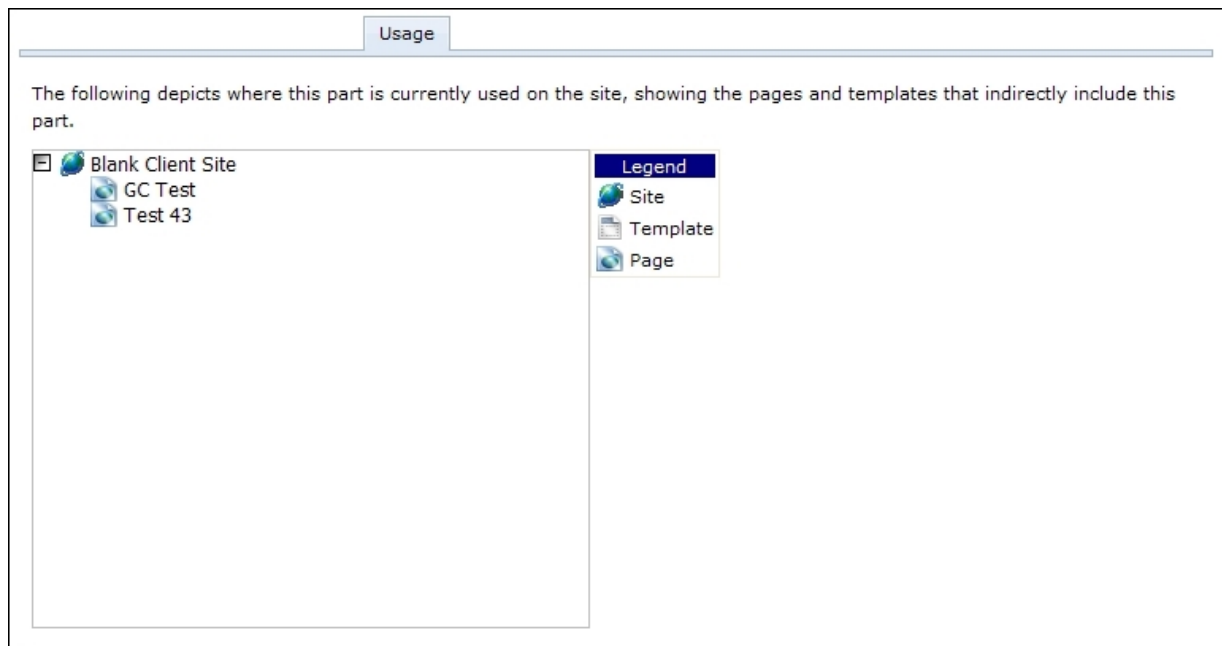 Usage
The following depicts where this part is currently used on the site, showing the pages and templates that indirectly include this
part.
Blank Client Site
GC Test
Test 43
Legend
Site
Template
Page